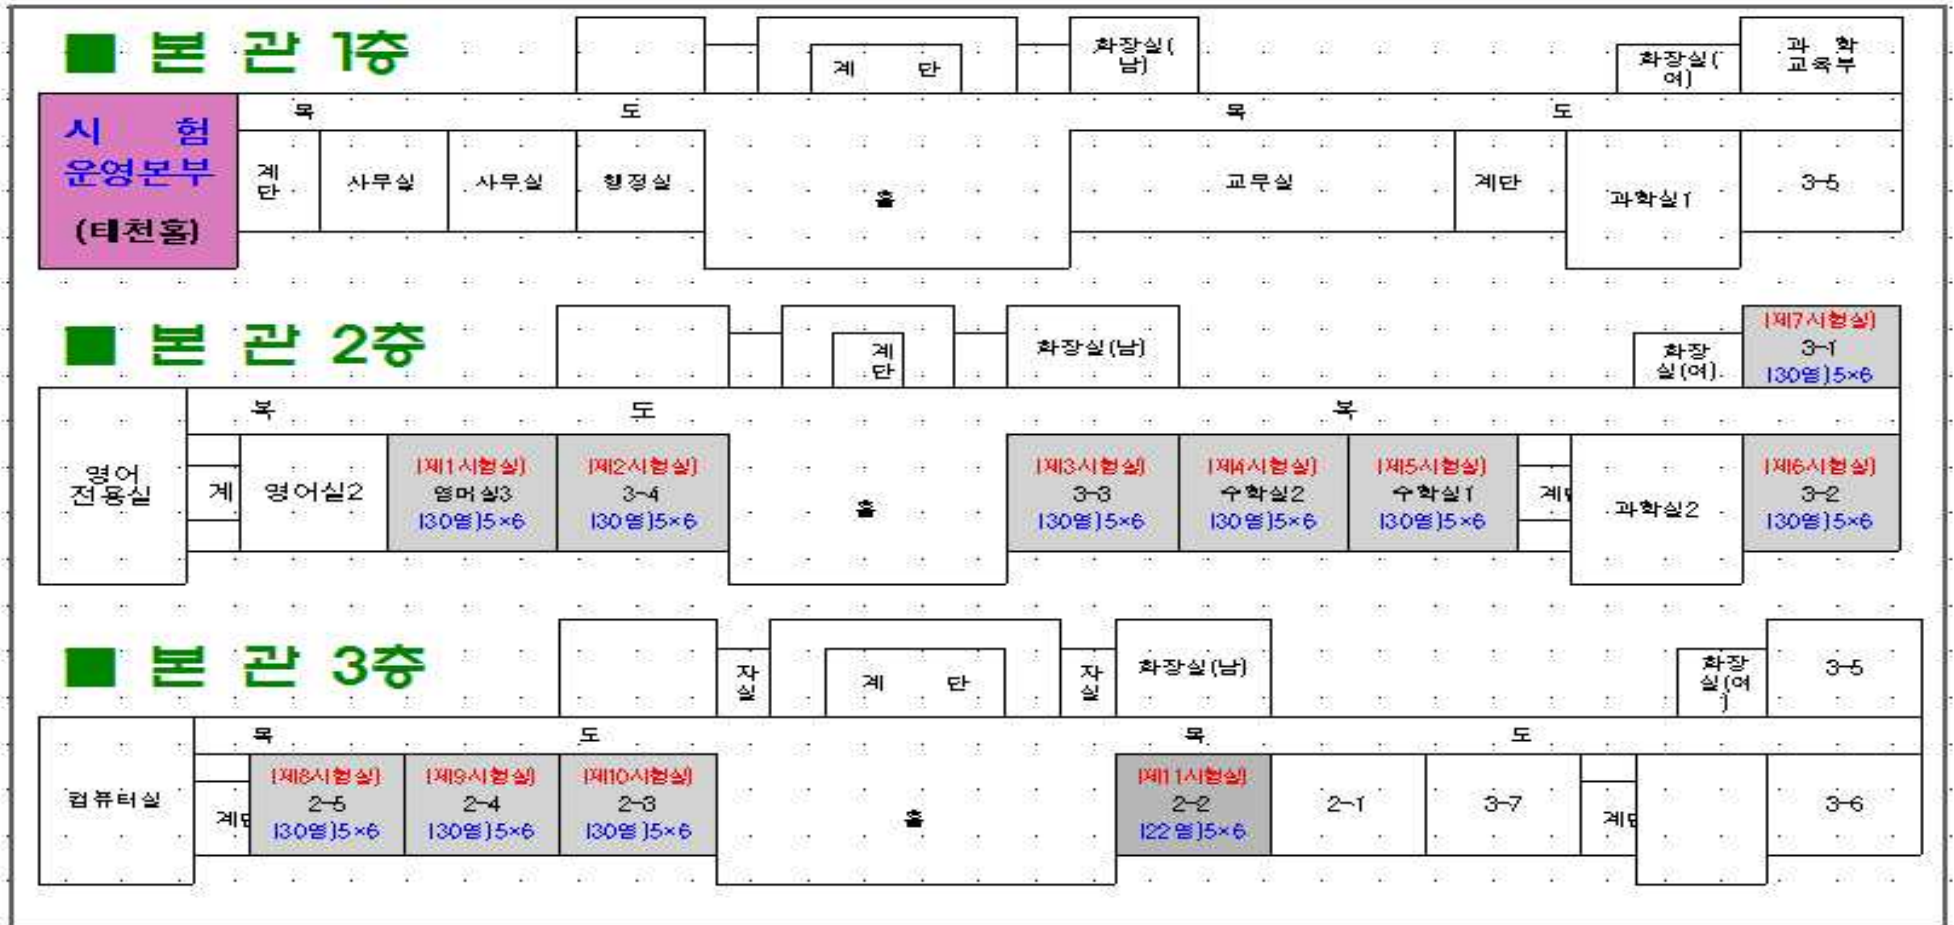 ■ 본 관 1층
계 단
화장실(
남)
화장실(
여)
과 학
교육부
시 험
운영본부
(태천홀)
복 도
복 도
계
단
사무실
사무실
행정실
홀
교무실
계단
과학실1
3-5
■ 본 관 2층
계
단
화장실(남)
화장
실(여)
[제7시험실]
3-1
[30명]5×6
복 도
복
영어
전용실
계
영어실2
[제1시험실]
영어실3
[30명]5×6
[제2시험실]
3-4
[30명]5×6
홀
[제3시험실]
3-3
[30명]5×6
[제4시험실]
수학실2
[30명]5×6
[제5시험실]
수학실1
[30명]5×6
과학실2
[제6시험실]
3-2
[30명]5×6
■ 본 관 3층
자
실
계 단
자
실
화장실(남)
화장
실(여
)
3-5
복 도
복 도
컴퓨터실
[제8시험실]
2-5
[30명]5×6
[제9시험실]
2-4
[30명]5×6
[제10시험실]
2-3
[30명]5×6
홀
[제11시험실]
2-2
[22명]5×6
2-1
3-7
3-6